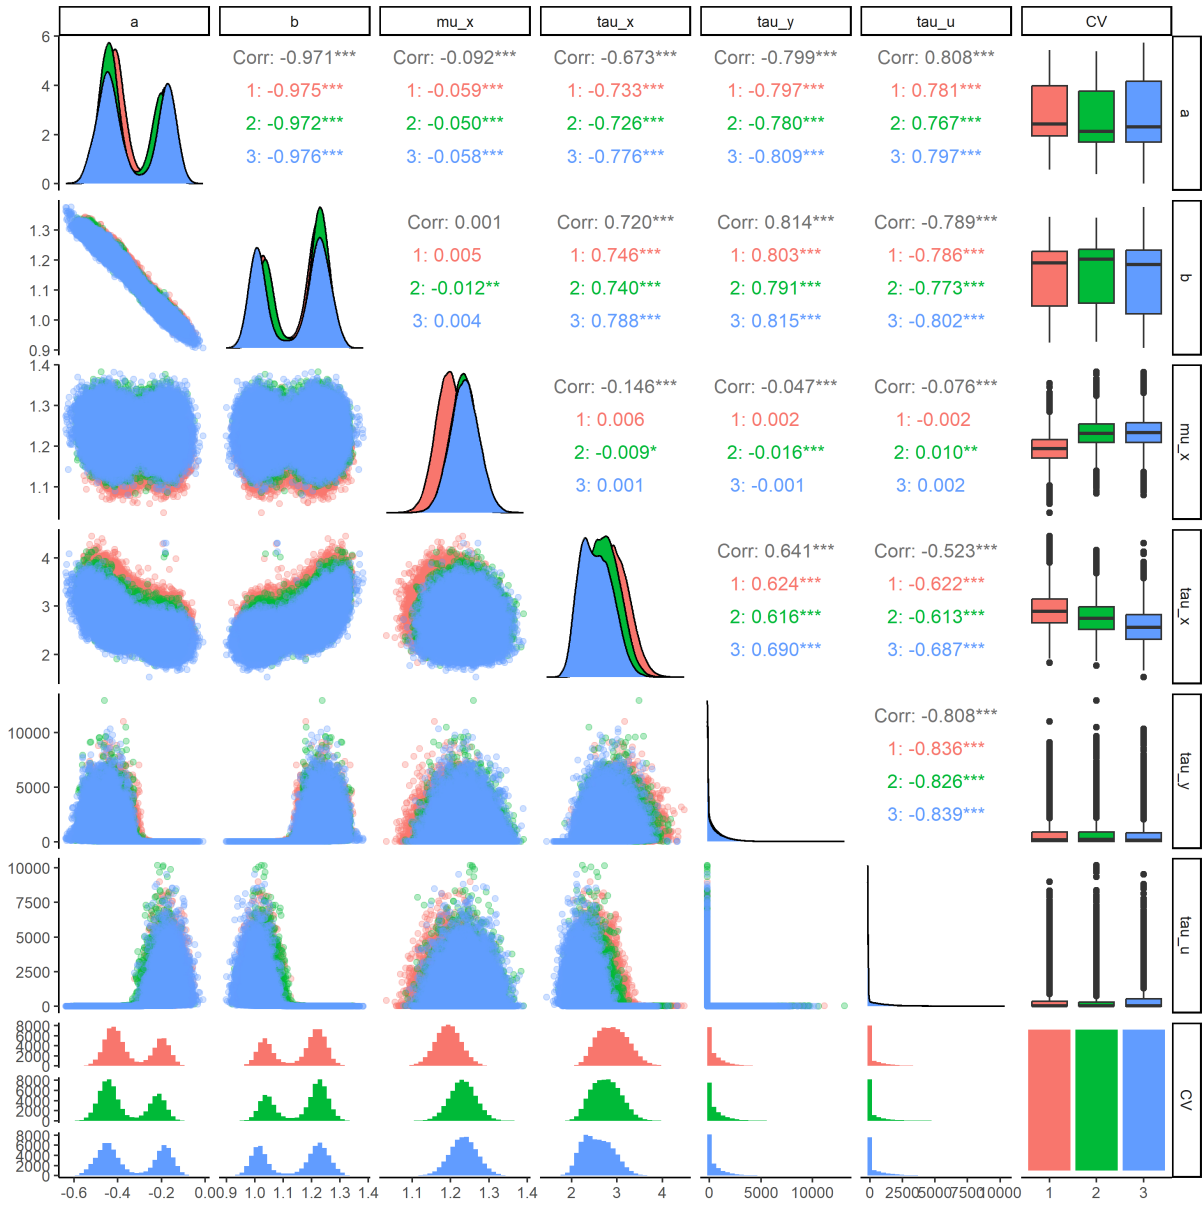 a b mu_x tau_x tau_y tau_u CV
6
4
2
0
Corr: -0.971*** Corr: -0.092*** Corr: -0.673*** Corr: -0.799*** Corr: 0.808***
1: -0.975*** 1: -0.059*** 1: -0.733*** 1: -0.797*** 1: 0.781***
2: -0.972*** 2: -0.050*** 2: -0.726*** 2: -0.780*** 2: 0.767***
3: -0.976*** 3: -0.058*** 3: -0.776*** 3: -0.809*** 3: 0.797***
a
1.3
1.2
1.1
1.0
0.9
Corr: 0.001 Corr: 0.720*** Corr: 0.814*** Corr: -0.789***
1: 0.005 1: 0.746*** 1: 0.803*** 1: -0.786***
2: -0.012** 2: 0.740*** 2: 0.791*** 2: -0.773***
3: 0.004 3: 0.788*** 3: 0.815*** 3: -0.802***
b
1.4
1.3
1.2
1.1
Corr: -0.146*** Corr: -0.047*** Corr: -0.076***
1: 0.006 1: 0.002 1: -0.002
2: -0.009* 2: -0.016*** 2: 0.010**
3: 0.001 3: -0.001 3: 0.002
mu_x
4
3
2
Corr: 0.641*** Corr: -0.523***
1: 0.624*** 1: -0.622***
2: 0.616*** 2: -0.613***
3: 0.690*** 3: -0.687***
tau_x
10000
5000
0
Corr: -0.808***
1: -0.836***
2: -0.826***
3: -0.839***
tau_y
10000
7500
5000
2500
0
tau_u
8000
6000
4000
2000
0
8000
6000
4000
2000
0
8000
6000
4000
2000
0
CV
-0.6 -0.4 -0.2 0.0 0.9 1.0 1.1 1.2 1.3 1.4 1.1 1.2 1.3 1.4 2 3 4 0 5000 10000 0 2500 5000 7500 10000 1 2 3